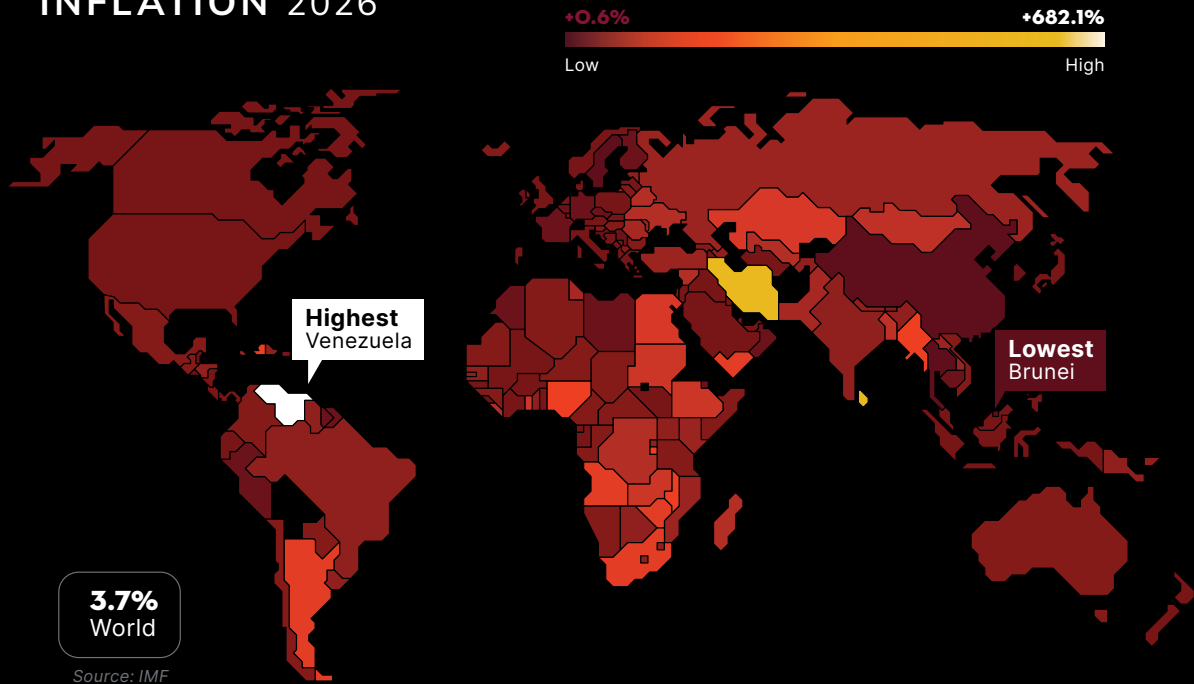 INFLATION 2026
+0.6%
+682.1%
Low
High
Highest
Venezuela
Lowest
Brunei
3.7%
World
Source: IMF